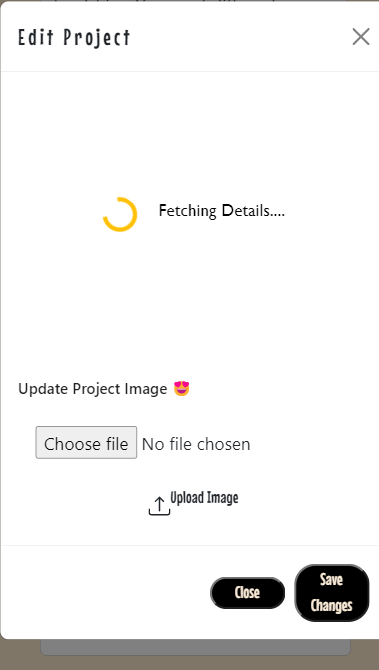 Edit Project
Fetching Details....
Update Project Image 😍
Choose file No file chosen
Upload Image
Close
Save
Changes